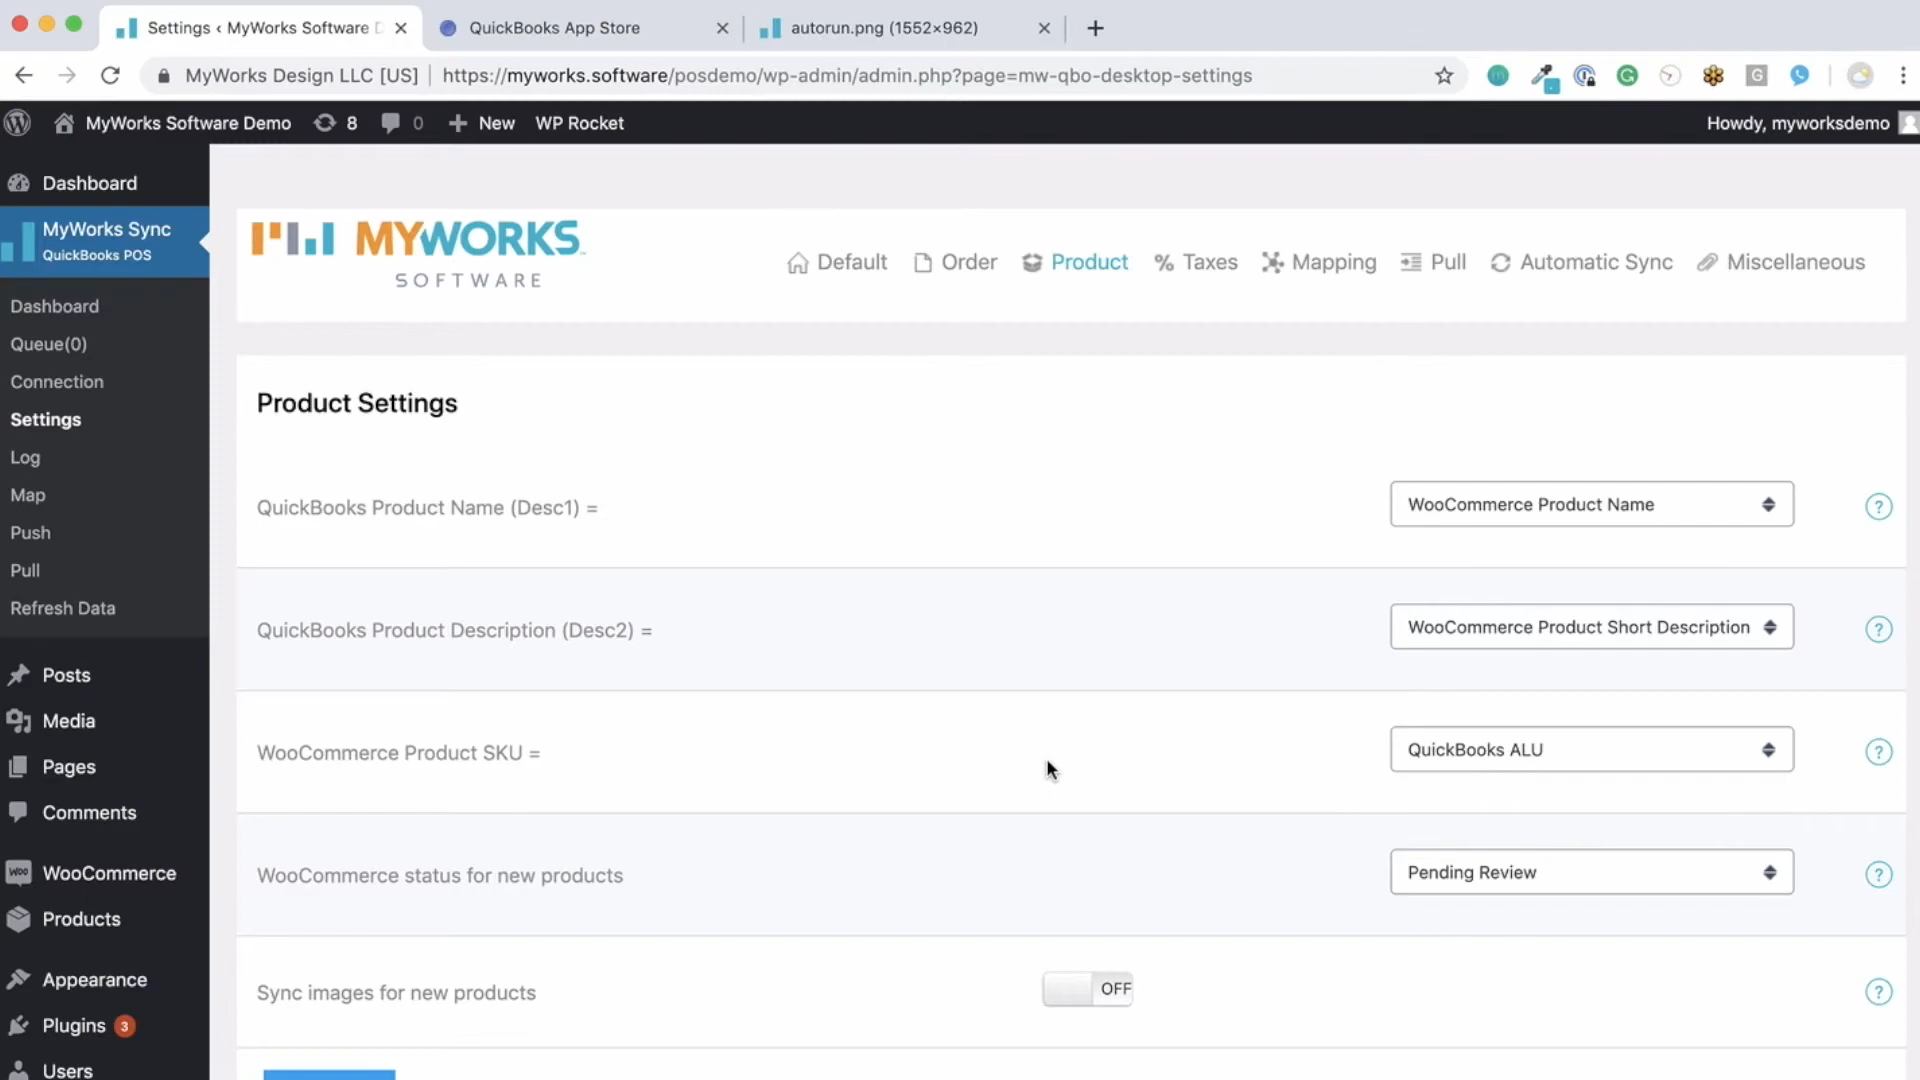 Settings ‹ MyWorks Software D
QuickBooks App Store
autorun.png (1552×962)
MyWorks Design LLC [US]
https://myworks.software/posdemo/wp-admin/admin.php?page=mw-qbo-desktop-settings
MyWorks Software Demo
8
0
New
WP Rocket
Howdy, myworksdemo
Dashboard
MyWorks Sync
QuickBooks POS
Dashboard
Queue(0)
Connection
Settings
Log
Map
Push
Pull
Refresh Data
Posts
Media
Pages
Comments
WooCommerce
Products
Appearance
Plugins 3
Users
MYWORKS
SOFTWARE
Default
Order
Product
Taxes
Mapping
Pull
Automatic Sync
Miscellaneous
Product Settings
QuickBooks Product Name (Desc1) =
WooCommerce Product Name
?
QuickBooks Product Description (Desc2) =
WooCommerce Product Short Description
?
WooCommerce Product SKU =
QuickBooks ALU
?
WooCommerce status for new products
Pending Review
?
Sync images for new products
OFF
?